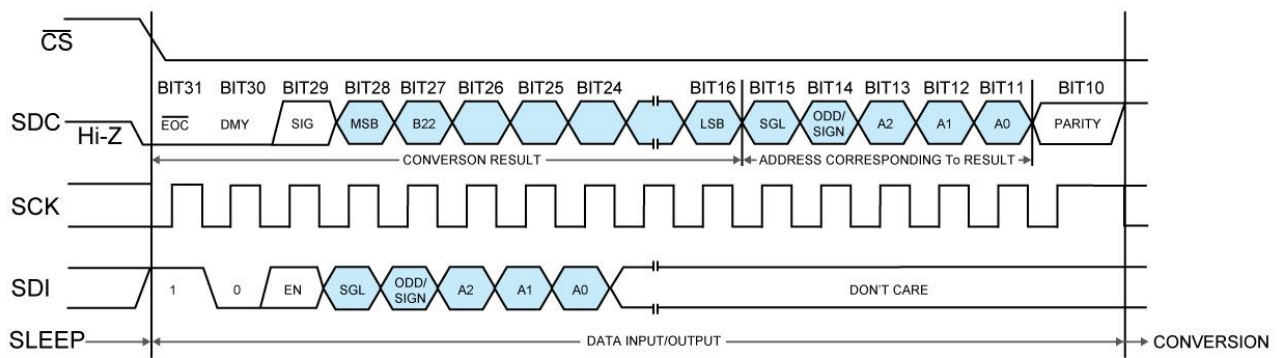 CS
BIT31 BIT30 BIT29 BIT28 BIT27 BIT26 BIT25 BIT24 BIT16 BIT15 BIT14 BIT13 BIT12 BIT11 BIT10
SDC Hi-Z EOC DMY SIG MSB B22 LSB SGL ODD/ SIGN A2 A1 A0 PARITY
CONVERSON RESULT ADDRESS CORRESPONDING To RESULT
SCK
SDI 1 0 EN SGL ODD/ SIGN A2 A1 A0 DON'T CARE
SLEEP DATA INPUT/OUTPUT CONVERSION